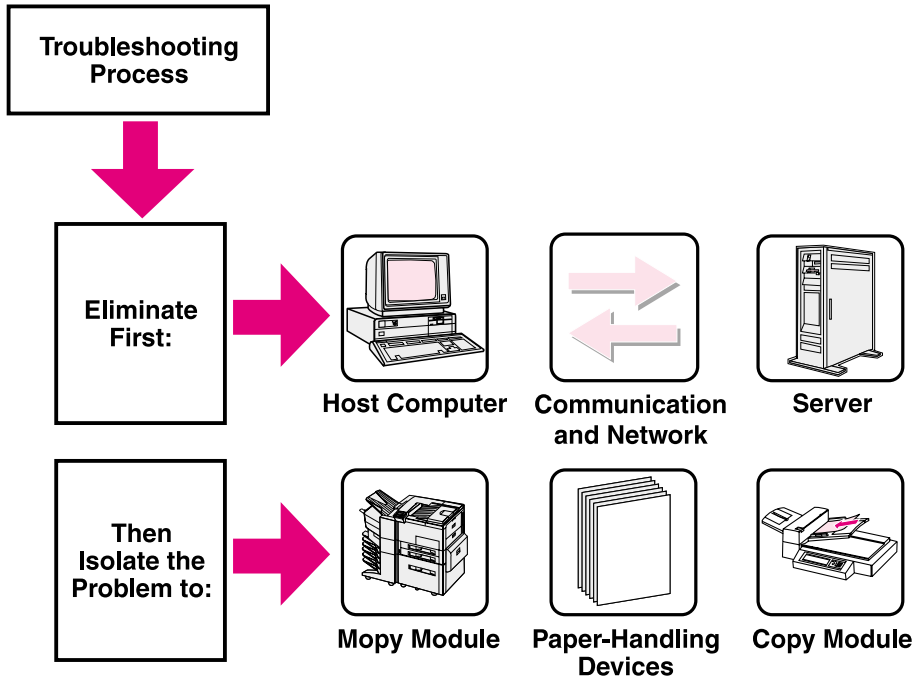 Troubleshooting
Process
Eliminate
First:
Host Computer
Communication
and Network
Server
Then
Isolate the
Problem to:
Mopy Module
Paper-Handling
Devices
Copy Module